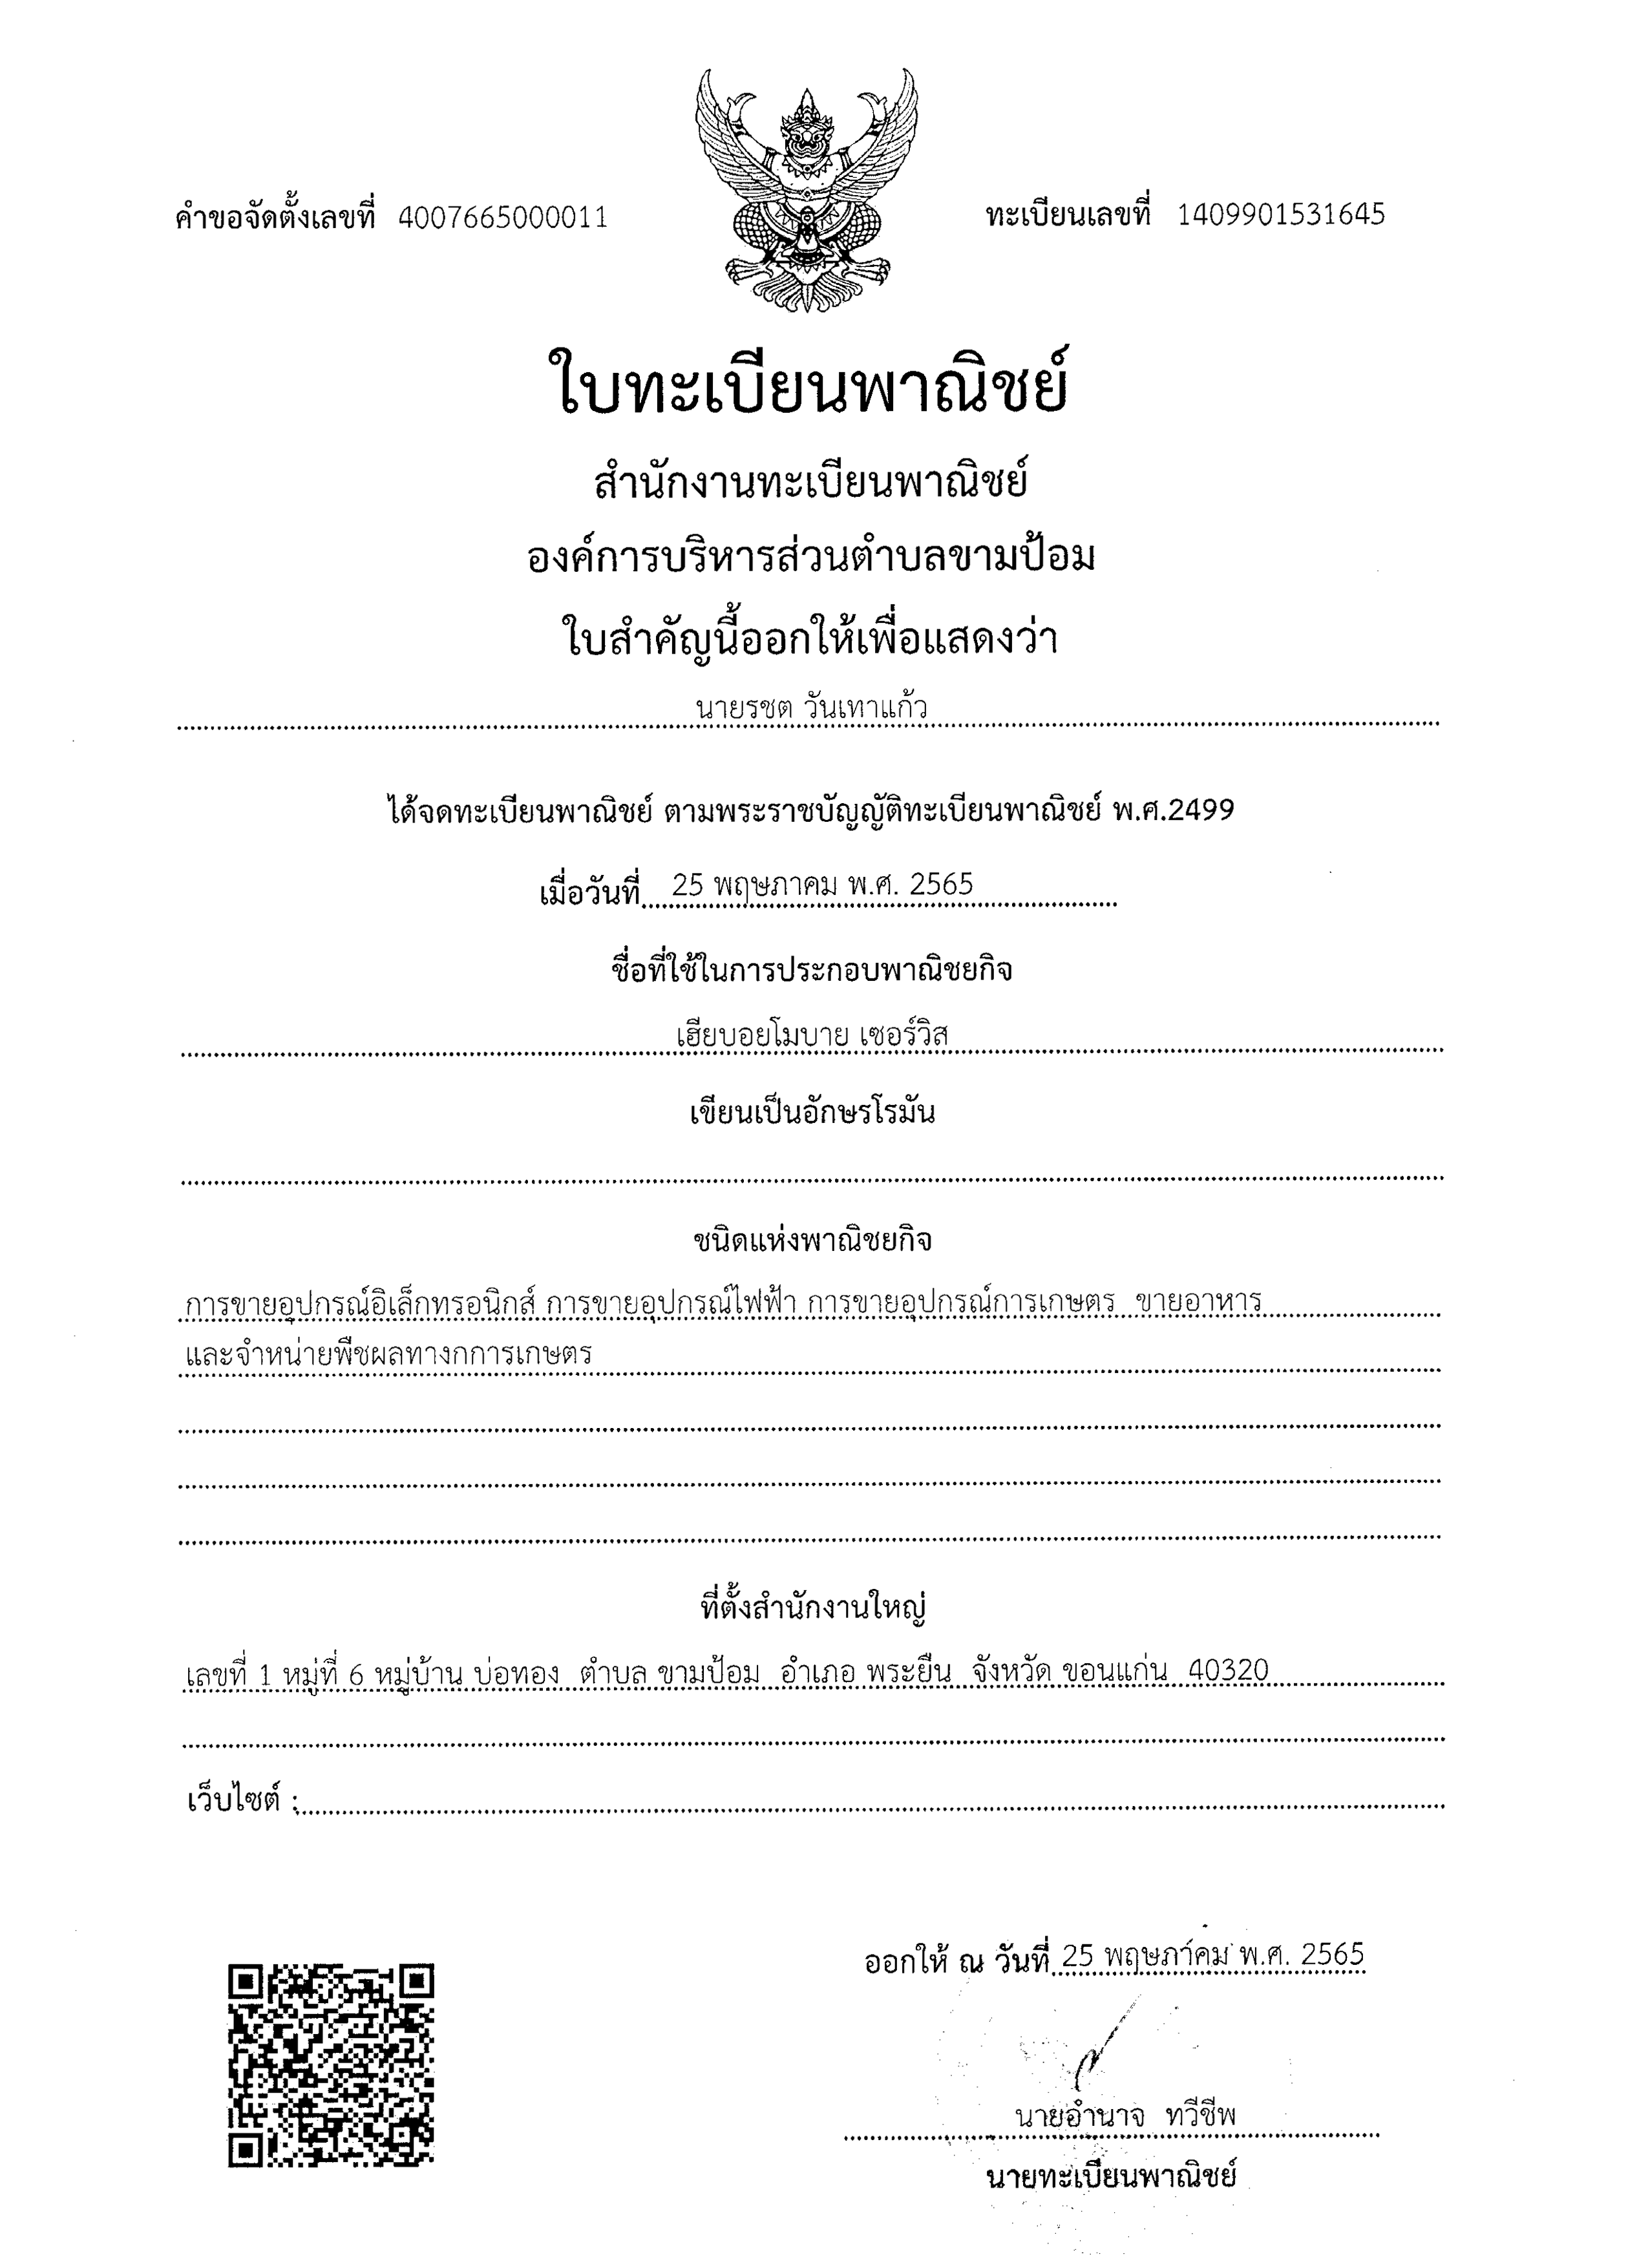 คำขอจัดตั้งเลขที่ 4007665000011
ทะเบียนเลขที่ 1409901531645
ใบทะเบียนพาณิชย์
สำนักงานทะเบียนพาณิชย์
องค์การบริหารส่วนตำบลขามป้อม
ใบสำคัญนี้ออกให้เพื่อแสดงว่า
นายรชต วันเทาแก้ว
ได้จดทะเบียนพาณิชย์ ตามพระราชบัญญัติทะเบียนพาณิชย์ พ.ศ.2499
เมื่อวันที่ 25 พฤษภาคม พ.ศ. 2565
ชื่อที่ใช้ในการประกอบพาณิชยกิจ
เฮียบอยโมบาย เซอร์วิส
เขียนเป็นอักษรโรมัน
ชนิดแห่งพาณิชยกิจ
การขายอุปกรณ์อิเล็กทรอนิกส์ การขายอุปกรณ์ไฟฟ้า การขายอุปกรณ์การเกษตร ขายอาหาร
และจำหน่ายพืชผลทางกการเกษตร
ที่ตั้งสำนักงานใหญ่
เลขที่ 1 หมู่ที่ 6 หมู่บ้าน บ่อทอง ตำบล ขามป้อม อำเภอ พระยืน จังหวัด ขอนแก่น 40320
เว็บไซต์ :
ออกให้ ณ วันที่ 25 พฤษภาคม พ.ศ. 2565
นายอำนาจ ทวีชีพ
นายทะเบียนพาณิชย์